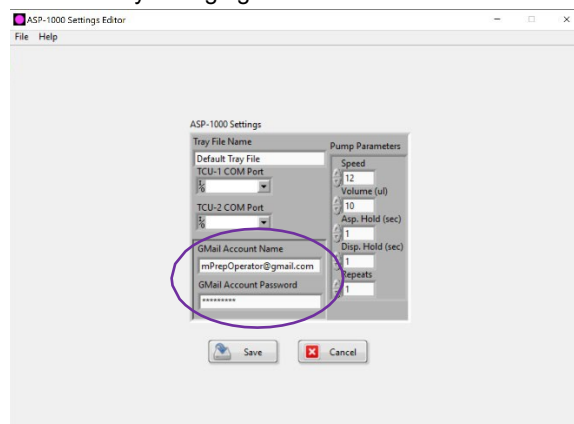 ASP-1000 Settings Editor
File Help
ASP-1000 Settings
Tray File Name
Default Tray File
TCU-1 COM Port
TCU-2 COM Port
GMail Account Name
mPrepOperator@gmail.com
GMail Account Password
*********
Pump Parameters
Speed
12
Volume (ul)
10
Asp. Hold (sec)
1
Disp. Hold (sec)
1
Repeats
1
Save
Cancel